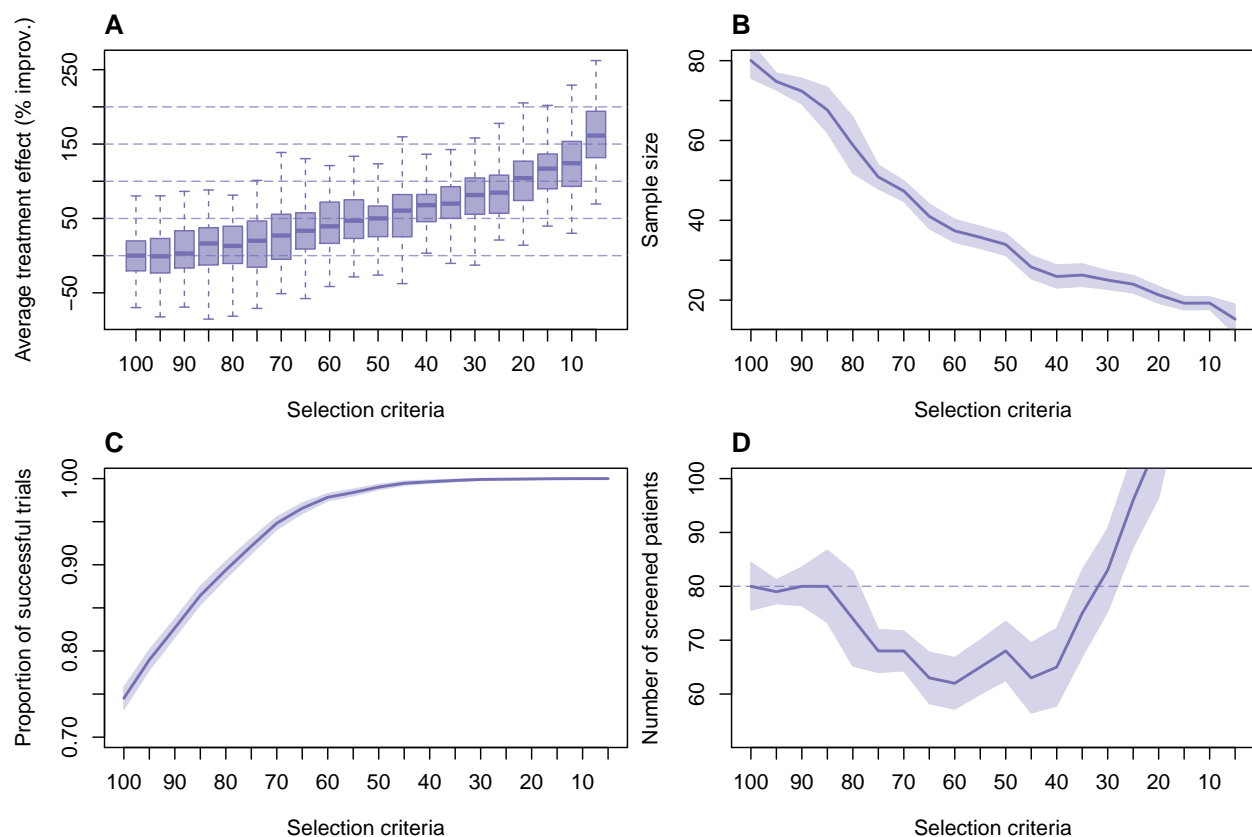 A
Average treatment effect (% improv.)
250
150
50
−50
100 90 80 70 60 50 40 30 20 10
Selection criteria
B
Sample size
80
60
40
20
100 90 80 70 60 50 40 30 20 10
Selection criteria
C
Proportion of successful trials
1.00
0.90
0.80
0.70
100 90 80 70 60 50 40 30 20 10
Selection criteria
D
Number of screened patients
100
90
80
70
60
100 90 80 70 60 50 40 30 20 10
Selection criteria